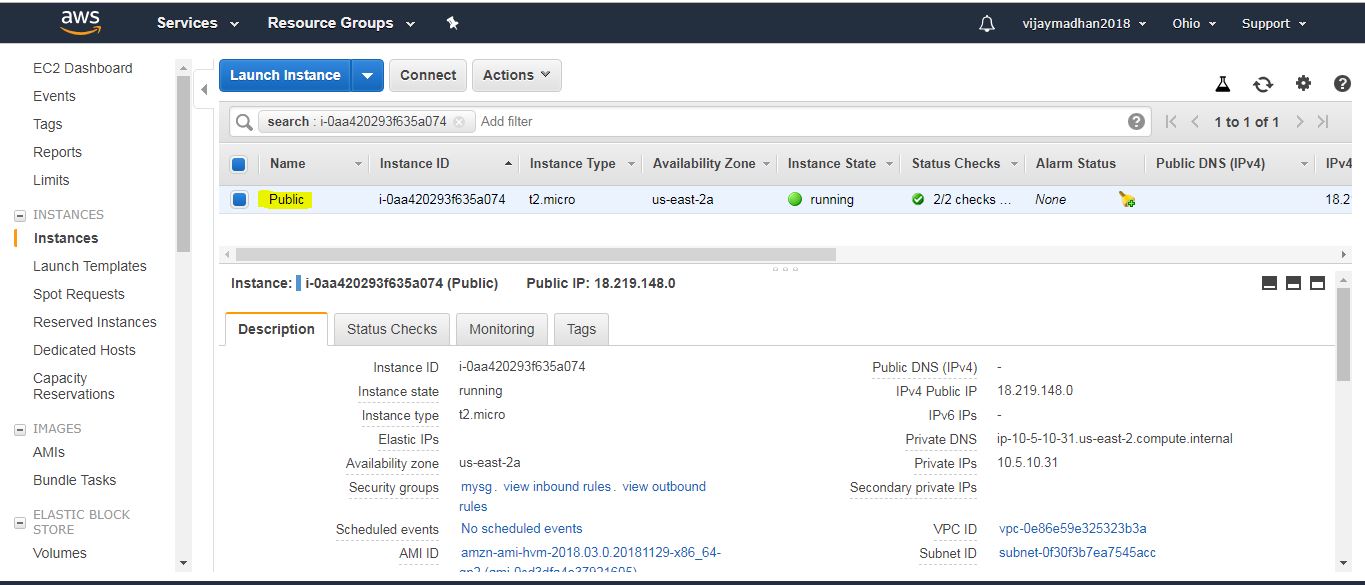 aws Services Resource Groups vijaymadhan2018 Ohio Support
EC2 Dashboard
Events
Tags
Reports
Limits
INSTANCES
Instances
Launch Templates
Spot Requests
Reserved Instances
Dedicated Hosts
Capacity
Reservations
IMAGES
AMIs
Bundle Tasks
ELASTIC BLOCK
STORE
Volumes
Launch Instance Connect Actions
search : i-0aa420293f635a074 Add filter 1 to 1 of 1
Name Instance ID Instance Type Availability Zone Instance State Status Checks Alarm Status Public DNS (IPv4) IPv4
Public i-0aa420293f635a074 t2.micro us-east-2a running 2/2 checks ... None 18.2
Instance: i-0aa420293f635a074 (Public) Public IP: 18.219.148.0
Description Status Checks Monitoring Tags
Instance ID i-0aa420293f635a074 Public DNS (IPv4) -
Instance state running IPv4 Public IP 18.219.148.0
Instance type t2.micro IPv6 IPs -
Elastic IPs Private DNS ip-10-5-10-31.us-east-2.compute.internal
Availability zone us-east-2a Private IPs 10.5.10.31
Security groups mysg . view inbound rules . view outbound Secondary private IPs
rules
Scheduled events No scheduled events VPC ID vpc-0e86e59e325323b3a
AMI ID amzn-ami-hvm-2018.03.0.20181129-x86_64- Subnet ID subnet-0f30f3b7ea7545acc